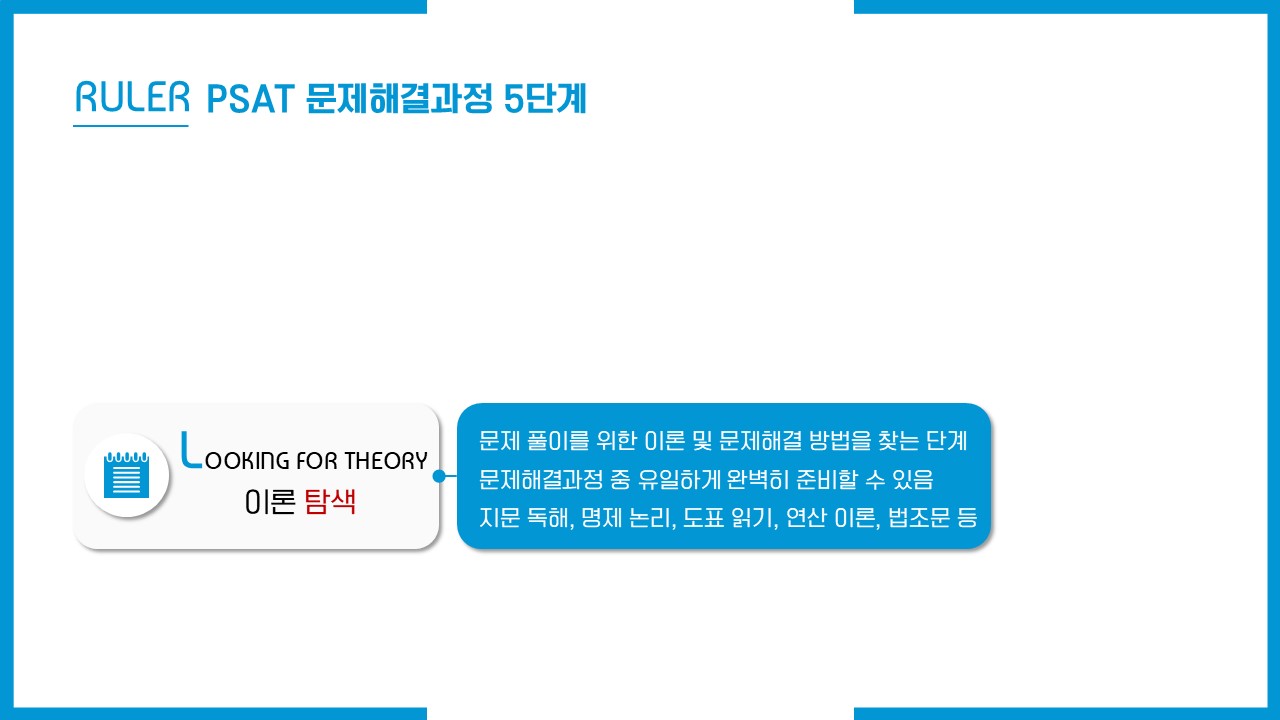 RULER PSAT 문제해결과정 5단계
LOOKING FOR THEORY
이론 탐색
문제 풀이를 위한 이론 및 문제해결 방법을 찾는 단계
문제해결과정 중 유일하게 완벽히 준비할 수 있음
지문 독해, 명제 논리, 도표 읽기, 연산 이론, 법조문 등